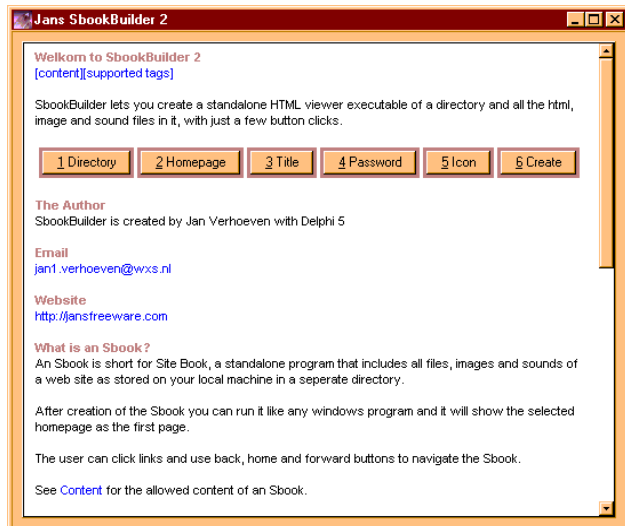 Jans SbookBuilder 2
Welkom to SbookBuilder 2
[content][supported tags]
SbookBuilder lets you create a standalone HTML viewer executable of a directory and all the html,
image and sound files in it, with just a few button clicks.
1 Directory 2 Homepage 3 Title 4 Password 5 Icon 6 Create
The Author
SbookBuilder is created by Jan Verhoeven with Delphi 5
Email
jan1.verhoeven@wxs.nl
Website
http://jansfreeware.com
What is an Sbook?
An Sbook is short for Site Book, a standalone program that includes all files, images and sounds of
a web site as stored on your local machine in a seperate directory.
After creation of the Sbook you can run it like any windows program and it will show the selected
homepage as the first page.
The user can click links and use back, home and forward buttons to navigate the Sbook.
See Content for the allowed content of an Sbook.